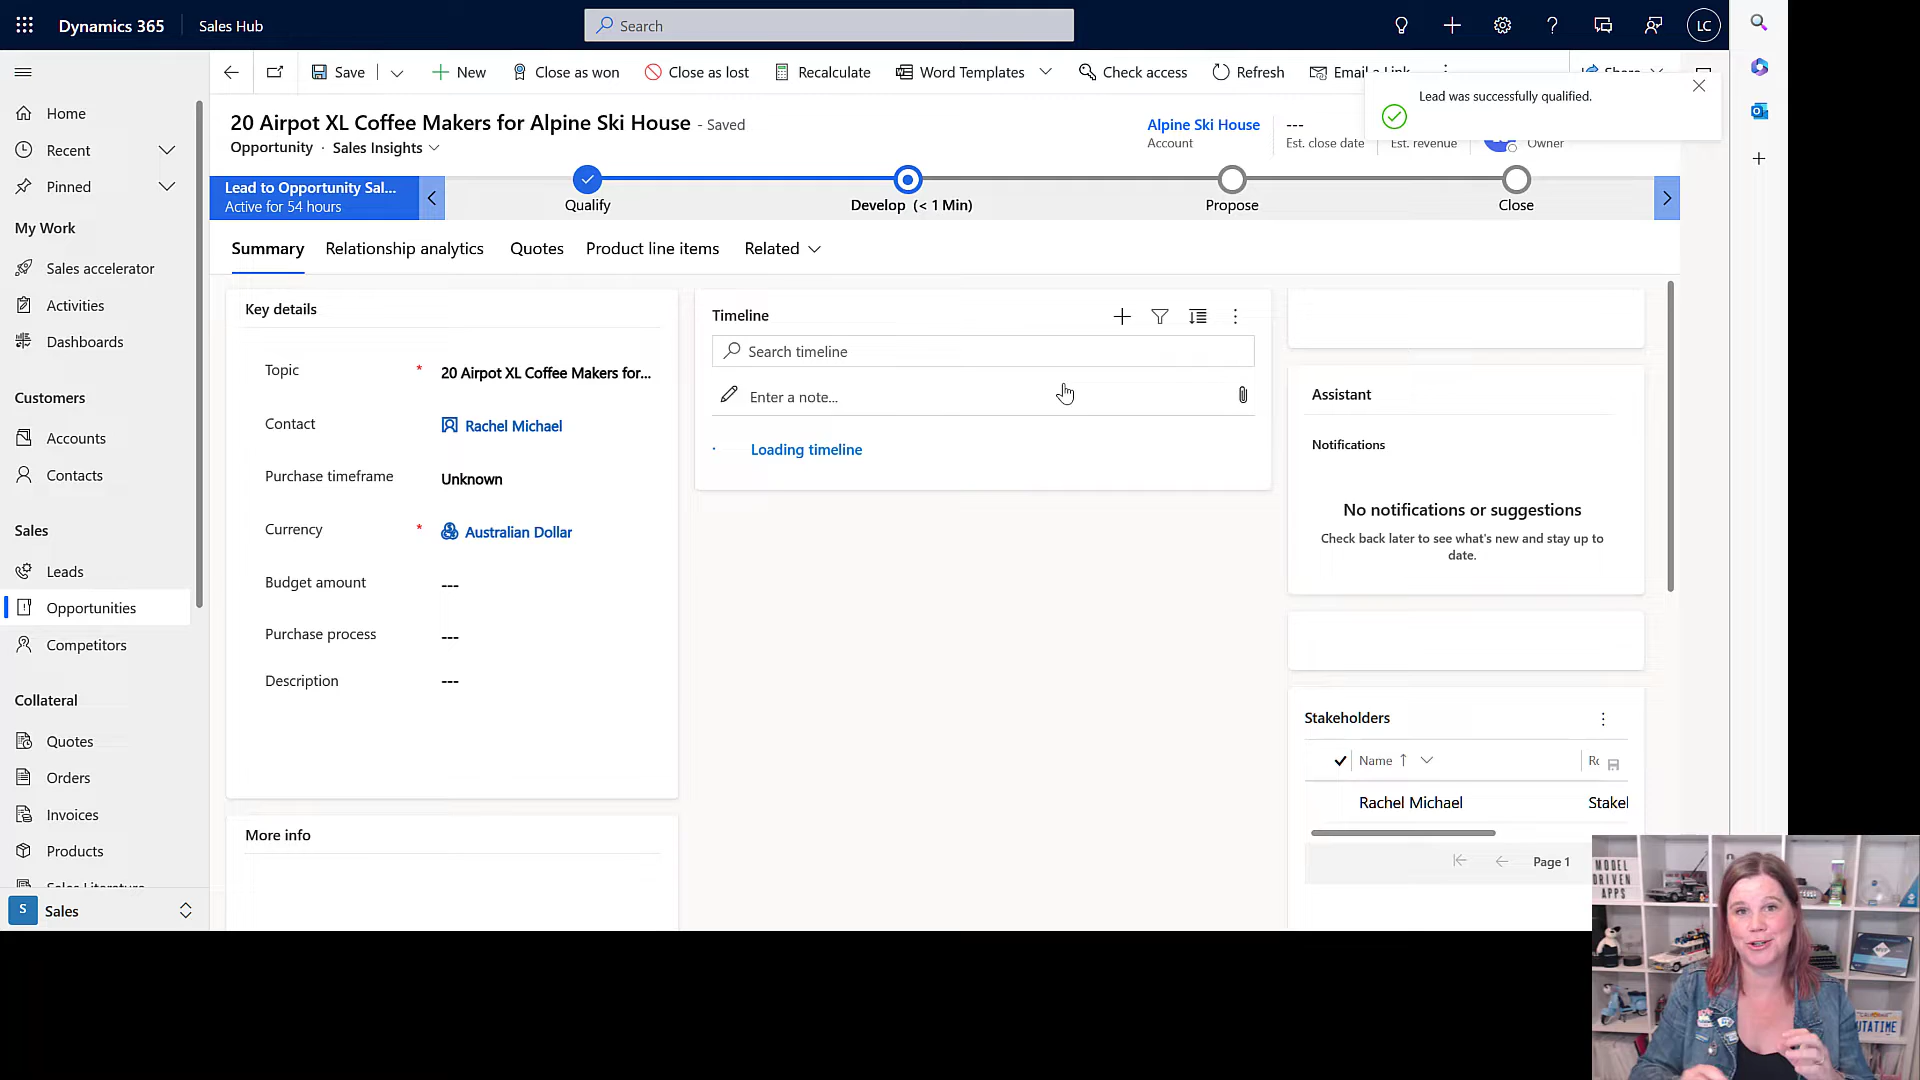 Dynamics 365
Sales Hub
Search
LC
Save
New
Close as won
Close as lost
Recalculate
Word Templates
Check access
Refresh
Email a Link
Share
Lead was successfully qualified.
Home
Recent
Pinned
My Work
Sales accelerator
Activities
Dashboards
Customers
Accounts
Contacts
Sales
Leads
Opportunities
Competitors
Collateral
Quotes
Orders
Invoices
Products
Sales Literature
S Sales
20 Airpot XL Coffee Makers for Alpine Ski House - Saved
Opportunity · Sales Insights
Alpine Ski House
Account
---
Est. close date
Est. revenue
Owner
Lead to Opportunity Sal...
Active for 54 hours
Qualify
Develop (< 1 Min)
Propose
Close
Summary
Relationship analytics
Quotes
Product line items
Related
Key details
Topic * 20 Airpot XL Coffee Makers for...
Contact Rachel Michael
Purchase timeframe Unknown
Currency * Australian Dollar
Budget amount ---
Purchase process ---
Description ---
More info
Timeline
Search timeline
Enter a note...
Loading timeline
Assistant
Notifications
No notifications or suggestions
Check back later to see what's new and stay up to
date.
Stakeholders
Name ↑
Rc
Rachel Michael
Stakel
Page 1
MODEL
DRIVEN
APPS